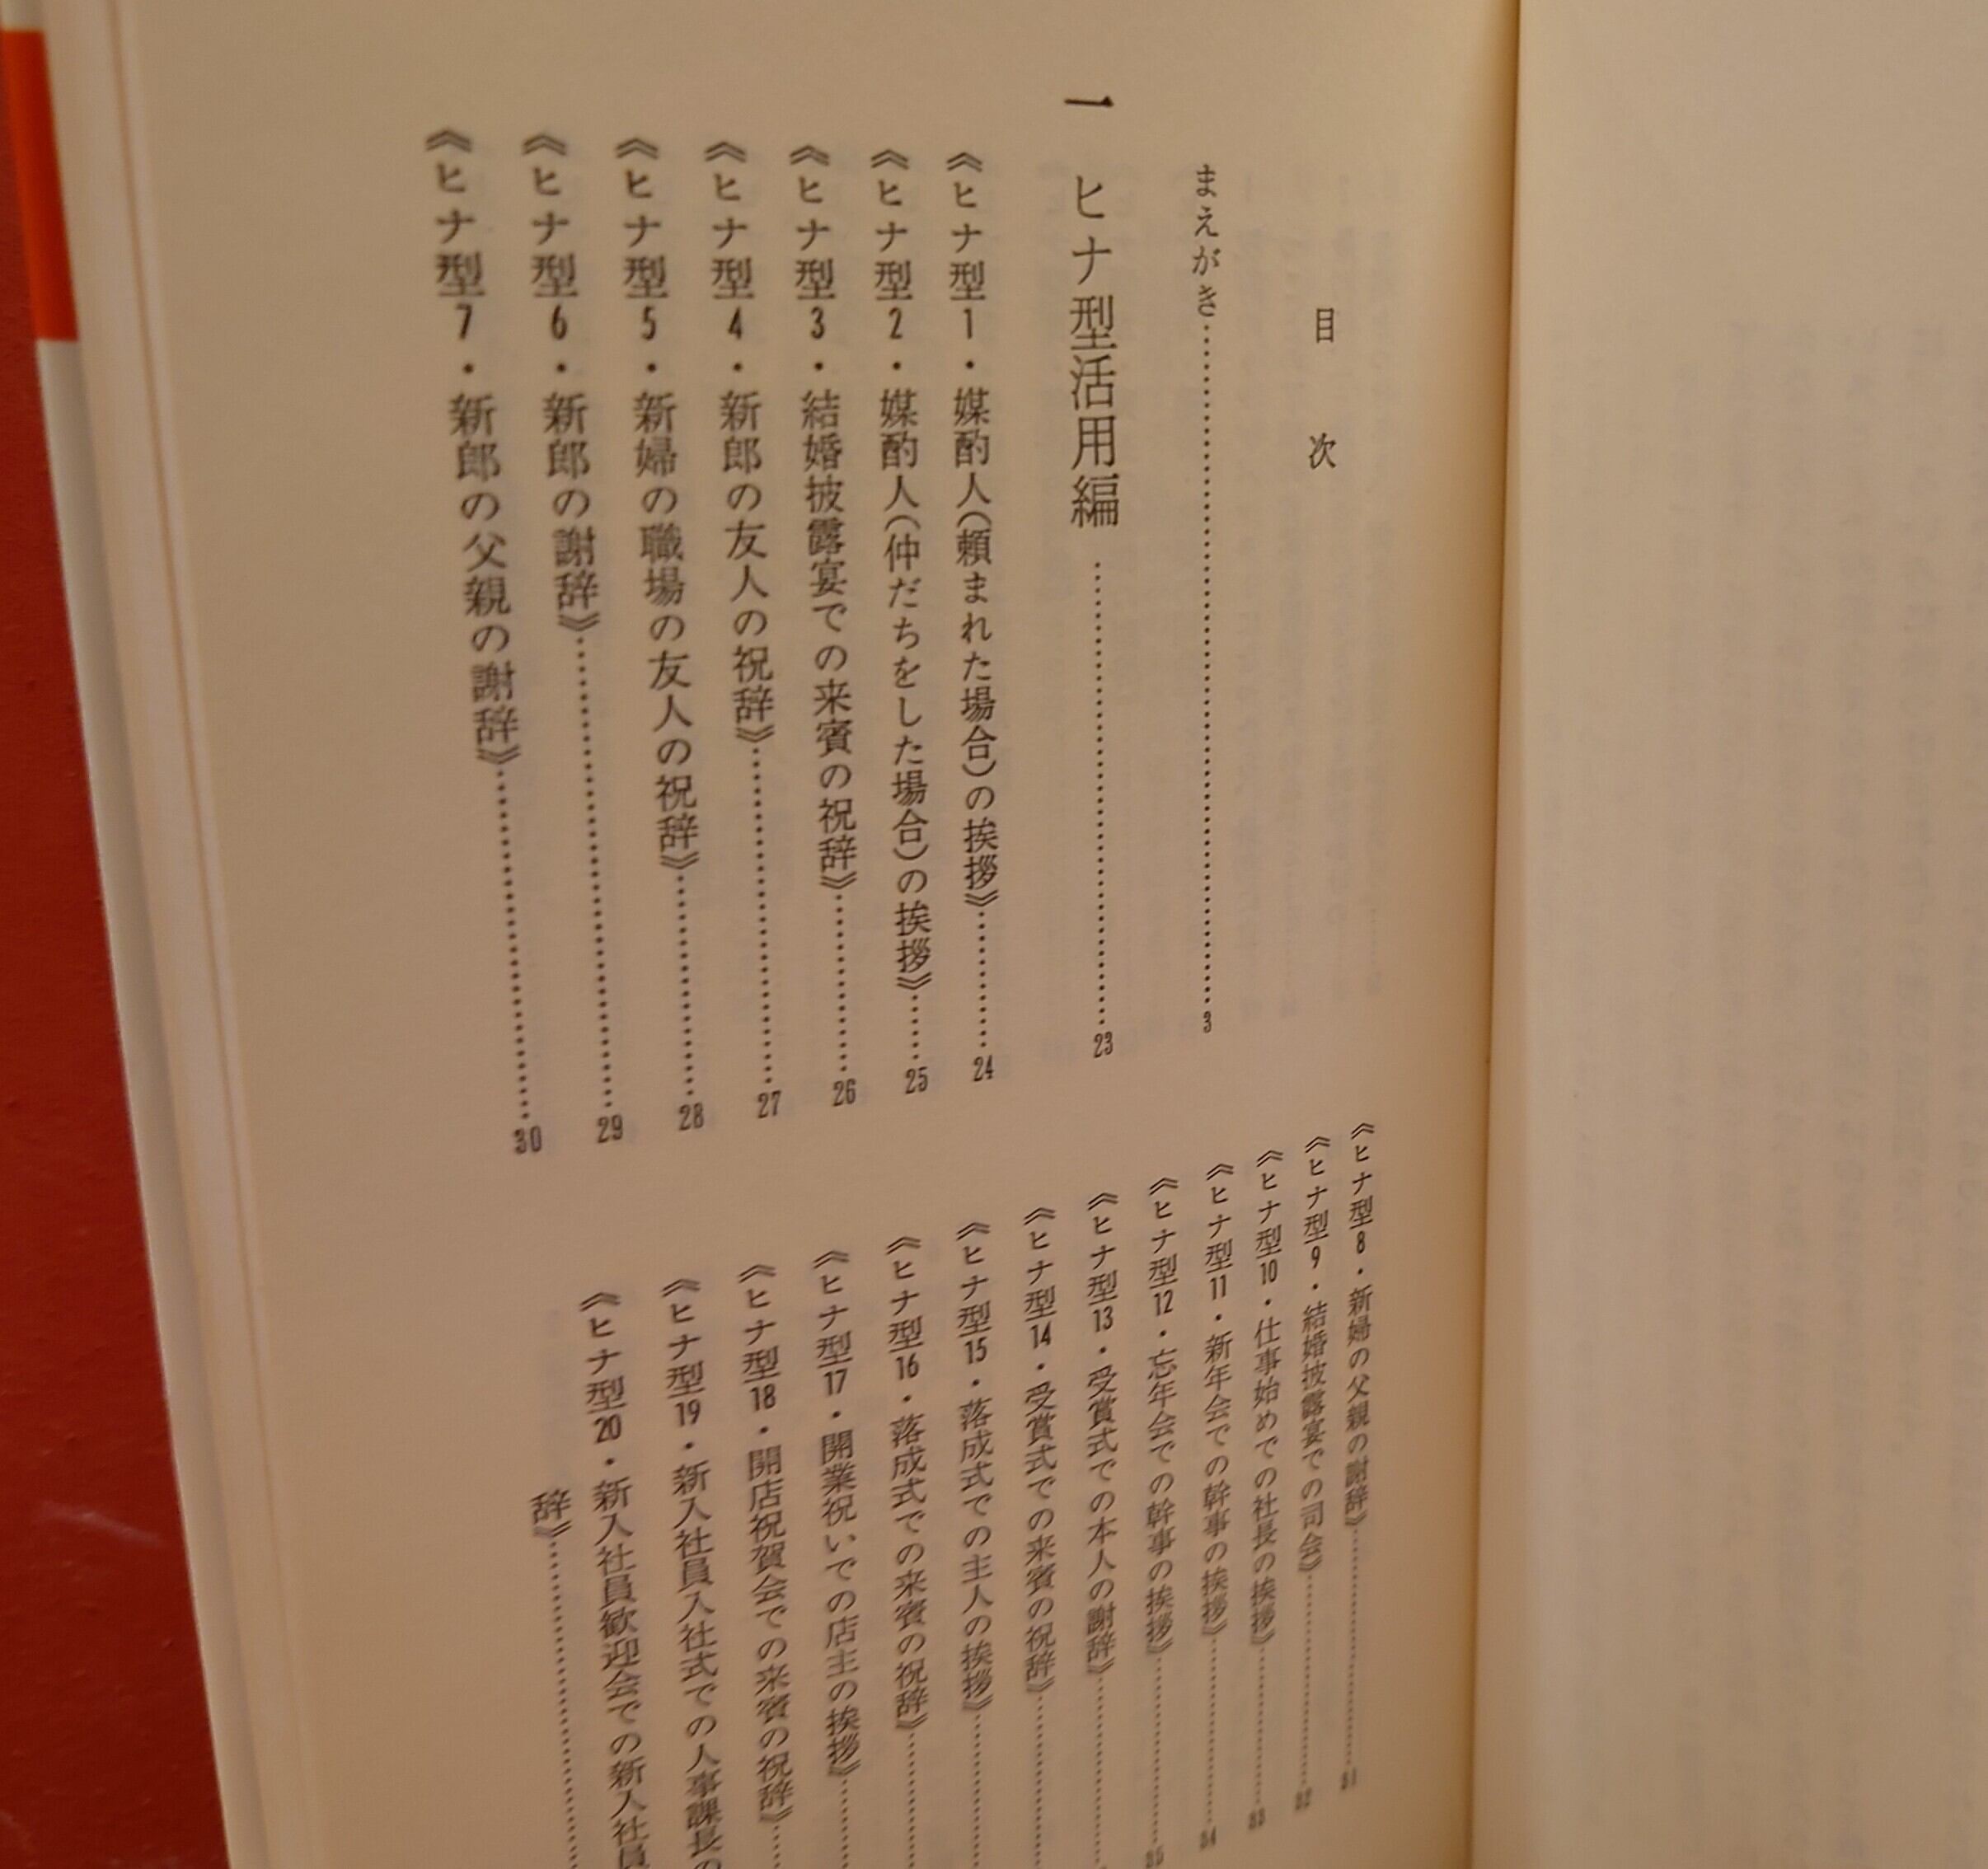 目次
まえがき……………3
一 ヒナ型活用編……………23
《ヒナ型1・媒酌人(頼まれた場合)の挨拶》……………24
《ヒナ型2・媒酌人(仲だちをした場合)の挨拶》……………25
《ヒナ型3・結婚披露宴での来賓の祝辞》……………26
《ヒナ型4・新郎の友人の祝辞》……………27
《ヒナ型5・新婦の職場の友人の祝辞》……………28
《ヒナ型6・新郎の謝辞》……………29
《ヒナ型7・新郎の父親の謝辞》……………30
《ヒナ型8・新婦の父親の謝辞》……………31
《ヒナ型9・結婚披露宴での司会》……………32
《ヒナ型10・仕事始めでの社長の挨拶》……………33
《ヒナ型11・新年会での幹事の挨拶》……………34
《ヒナ型12・忘年会での幹事の挨拶》……………35
《ヒナ型13・受賞式での本人の謝辞》……………
《ヒナ型14・受賞式での来賓の祝辞》……………
《ヒナ型15・落成式での主人の挨拶》……………
《ヒナ型16・落成式での来賓の祝辞》……………
《ヒナ型17・開業祝いでの店主の挨拶》……………
《ヒナ型18・開店祝賀会での来賓の祝辞》……………
《ヒナ型19・新入社員入社式での人事課長の
《ヒナ型20・新入社員歓迎会での新入社員
辞》……………